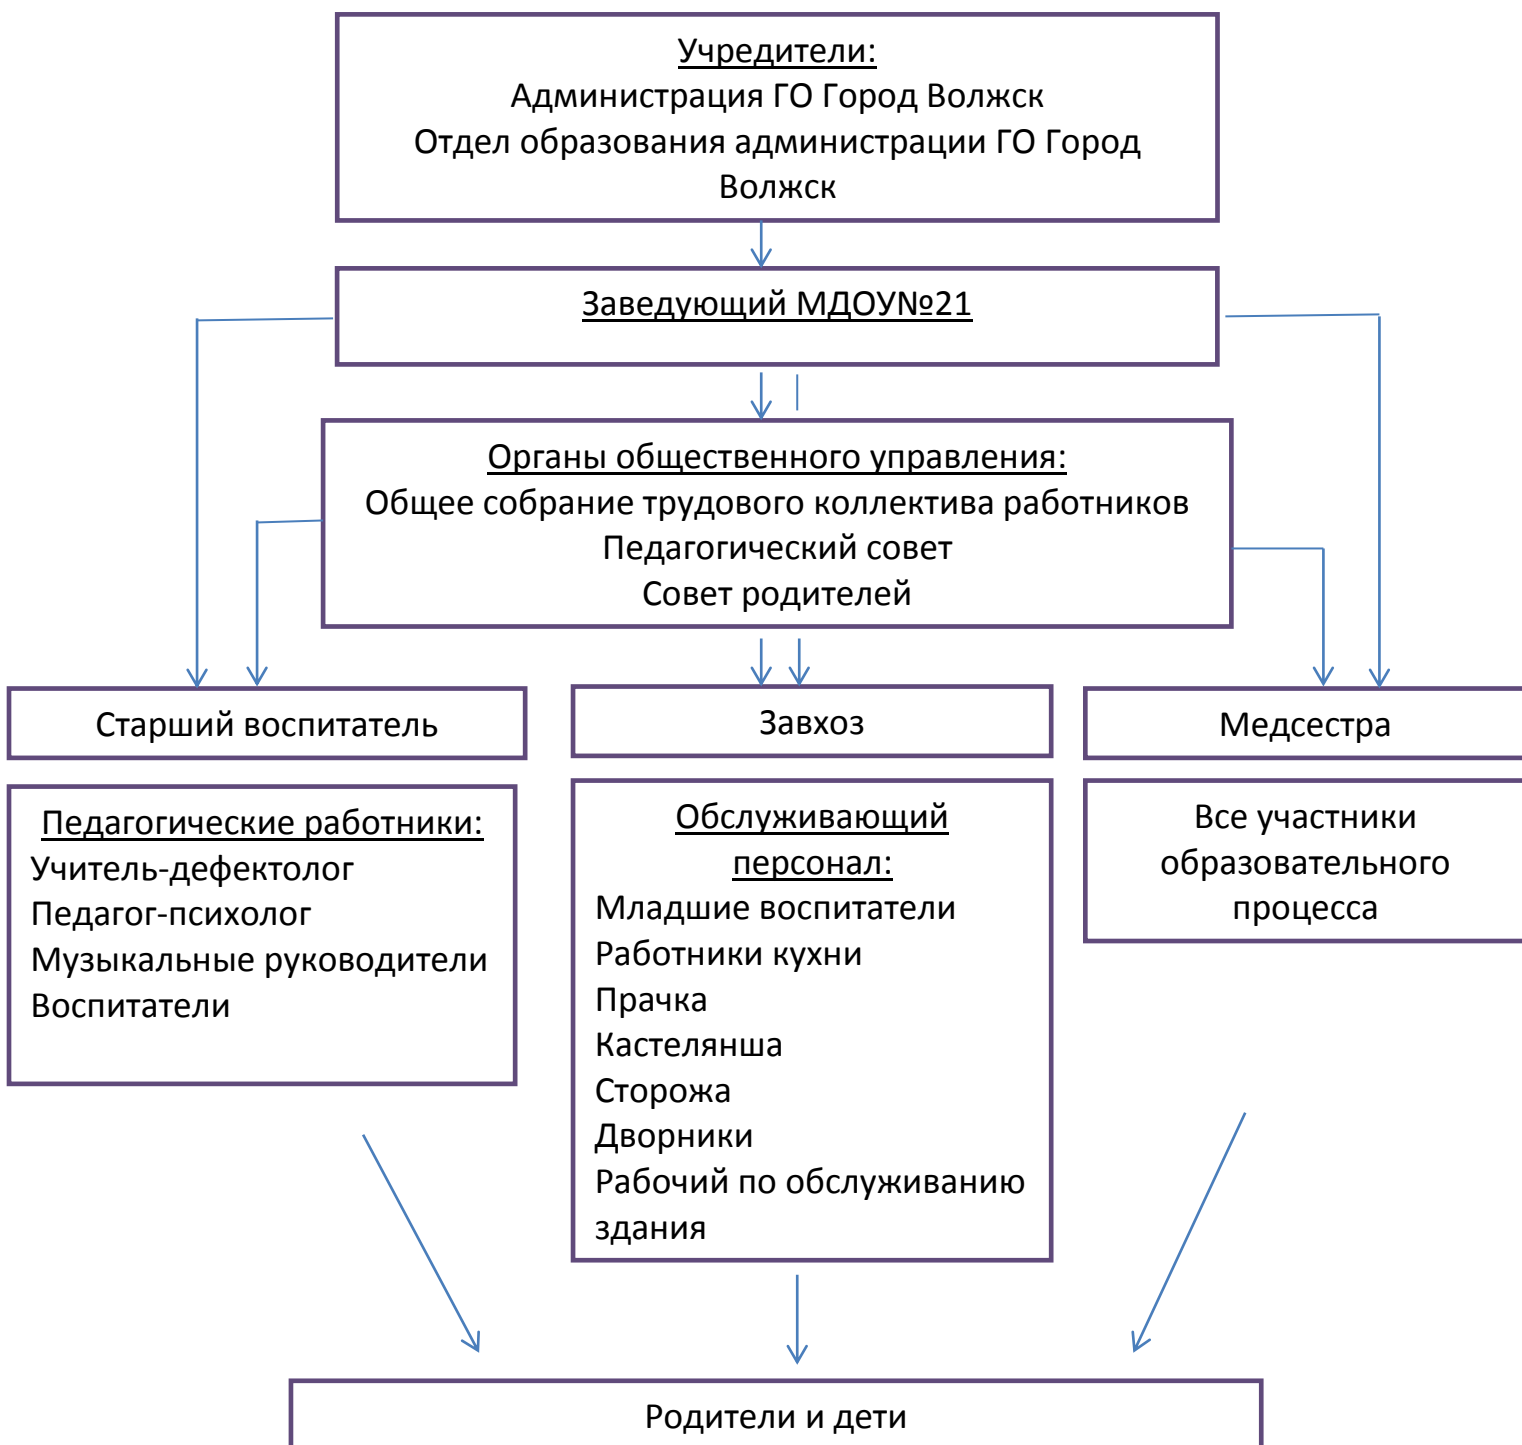 Учредители:
Администрация ГО Город Волжск
Отдел образования администрации ГО Город
Волжск
Заведующий МДОУ№21
Органы общественного управления:
Общее собрание трудового коллектива работников
Педагогический совет
Совет родителей
Старший воспитатель
Завхоз
Медсестра
Педагогические работники:
Учитель-дефектолог
Педагог-психолог
Музыкальные руководители
Воспитатели
Обслуживающий
персонал:
Младшие воспитатели
Работники кухни
Прачка
Кастелянша
Сторожа
Дворники
Рабочий по обслуживанию
здания
Все участники
образовательного
процесса
Родители и дети